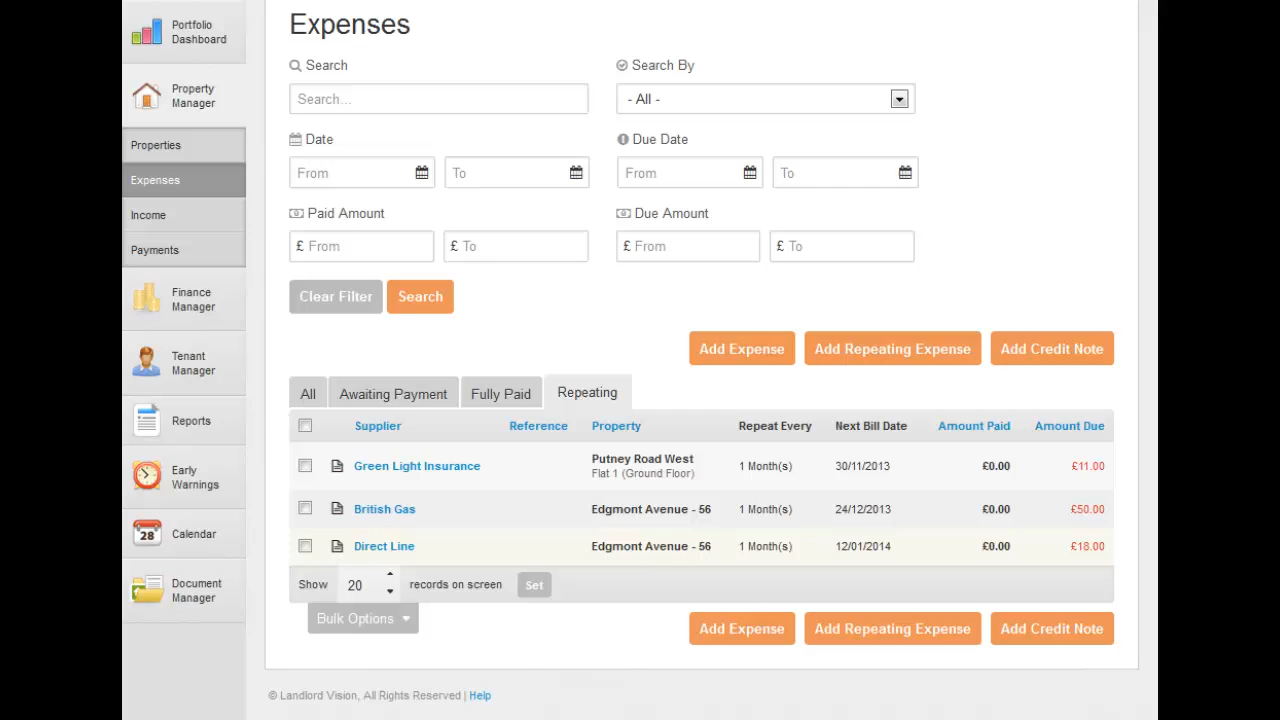 Portfolio
Dashboard
Property
Manager
Properties
Expenses
Income
Payments
Finance
Manager
Tenant
Manager
Reports
Early
Warnings
28
Calendar
Document
Manager
Expenses
Search
Search By
Search...
- All -
Date
Due Date
From
To
From
To
Paid Amount
Due Amount
£ From
£ To
£ From
£ To
Clear Filter
Search
Add Expense
Add Repeating Expense
Add Credit Note
All
Awaiting Payment
Fully Paid
Repeating
Supplier Reference Property Repeat Every Next Bill Date Amount Paid Amount Due
Green Light Insurance Putney Road West 1 Month(s) 30/11/2013 £0.00 £11.00
Flat 1 (Ground Floor)
British Gas Edgmont Avenue - 56 1 Month(s) 24/12/2013 £0.00 £50.00
Direct Line Edgmont Avenue - 56 1 Month(s) 12/01/2014 £0.00 £18.00
Show 20 records on screen Set
Bulk Options
Add Expense
Add Repeating Expense
Add Credit Note
© Landlord Vision, All Rights Reserved | Help